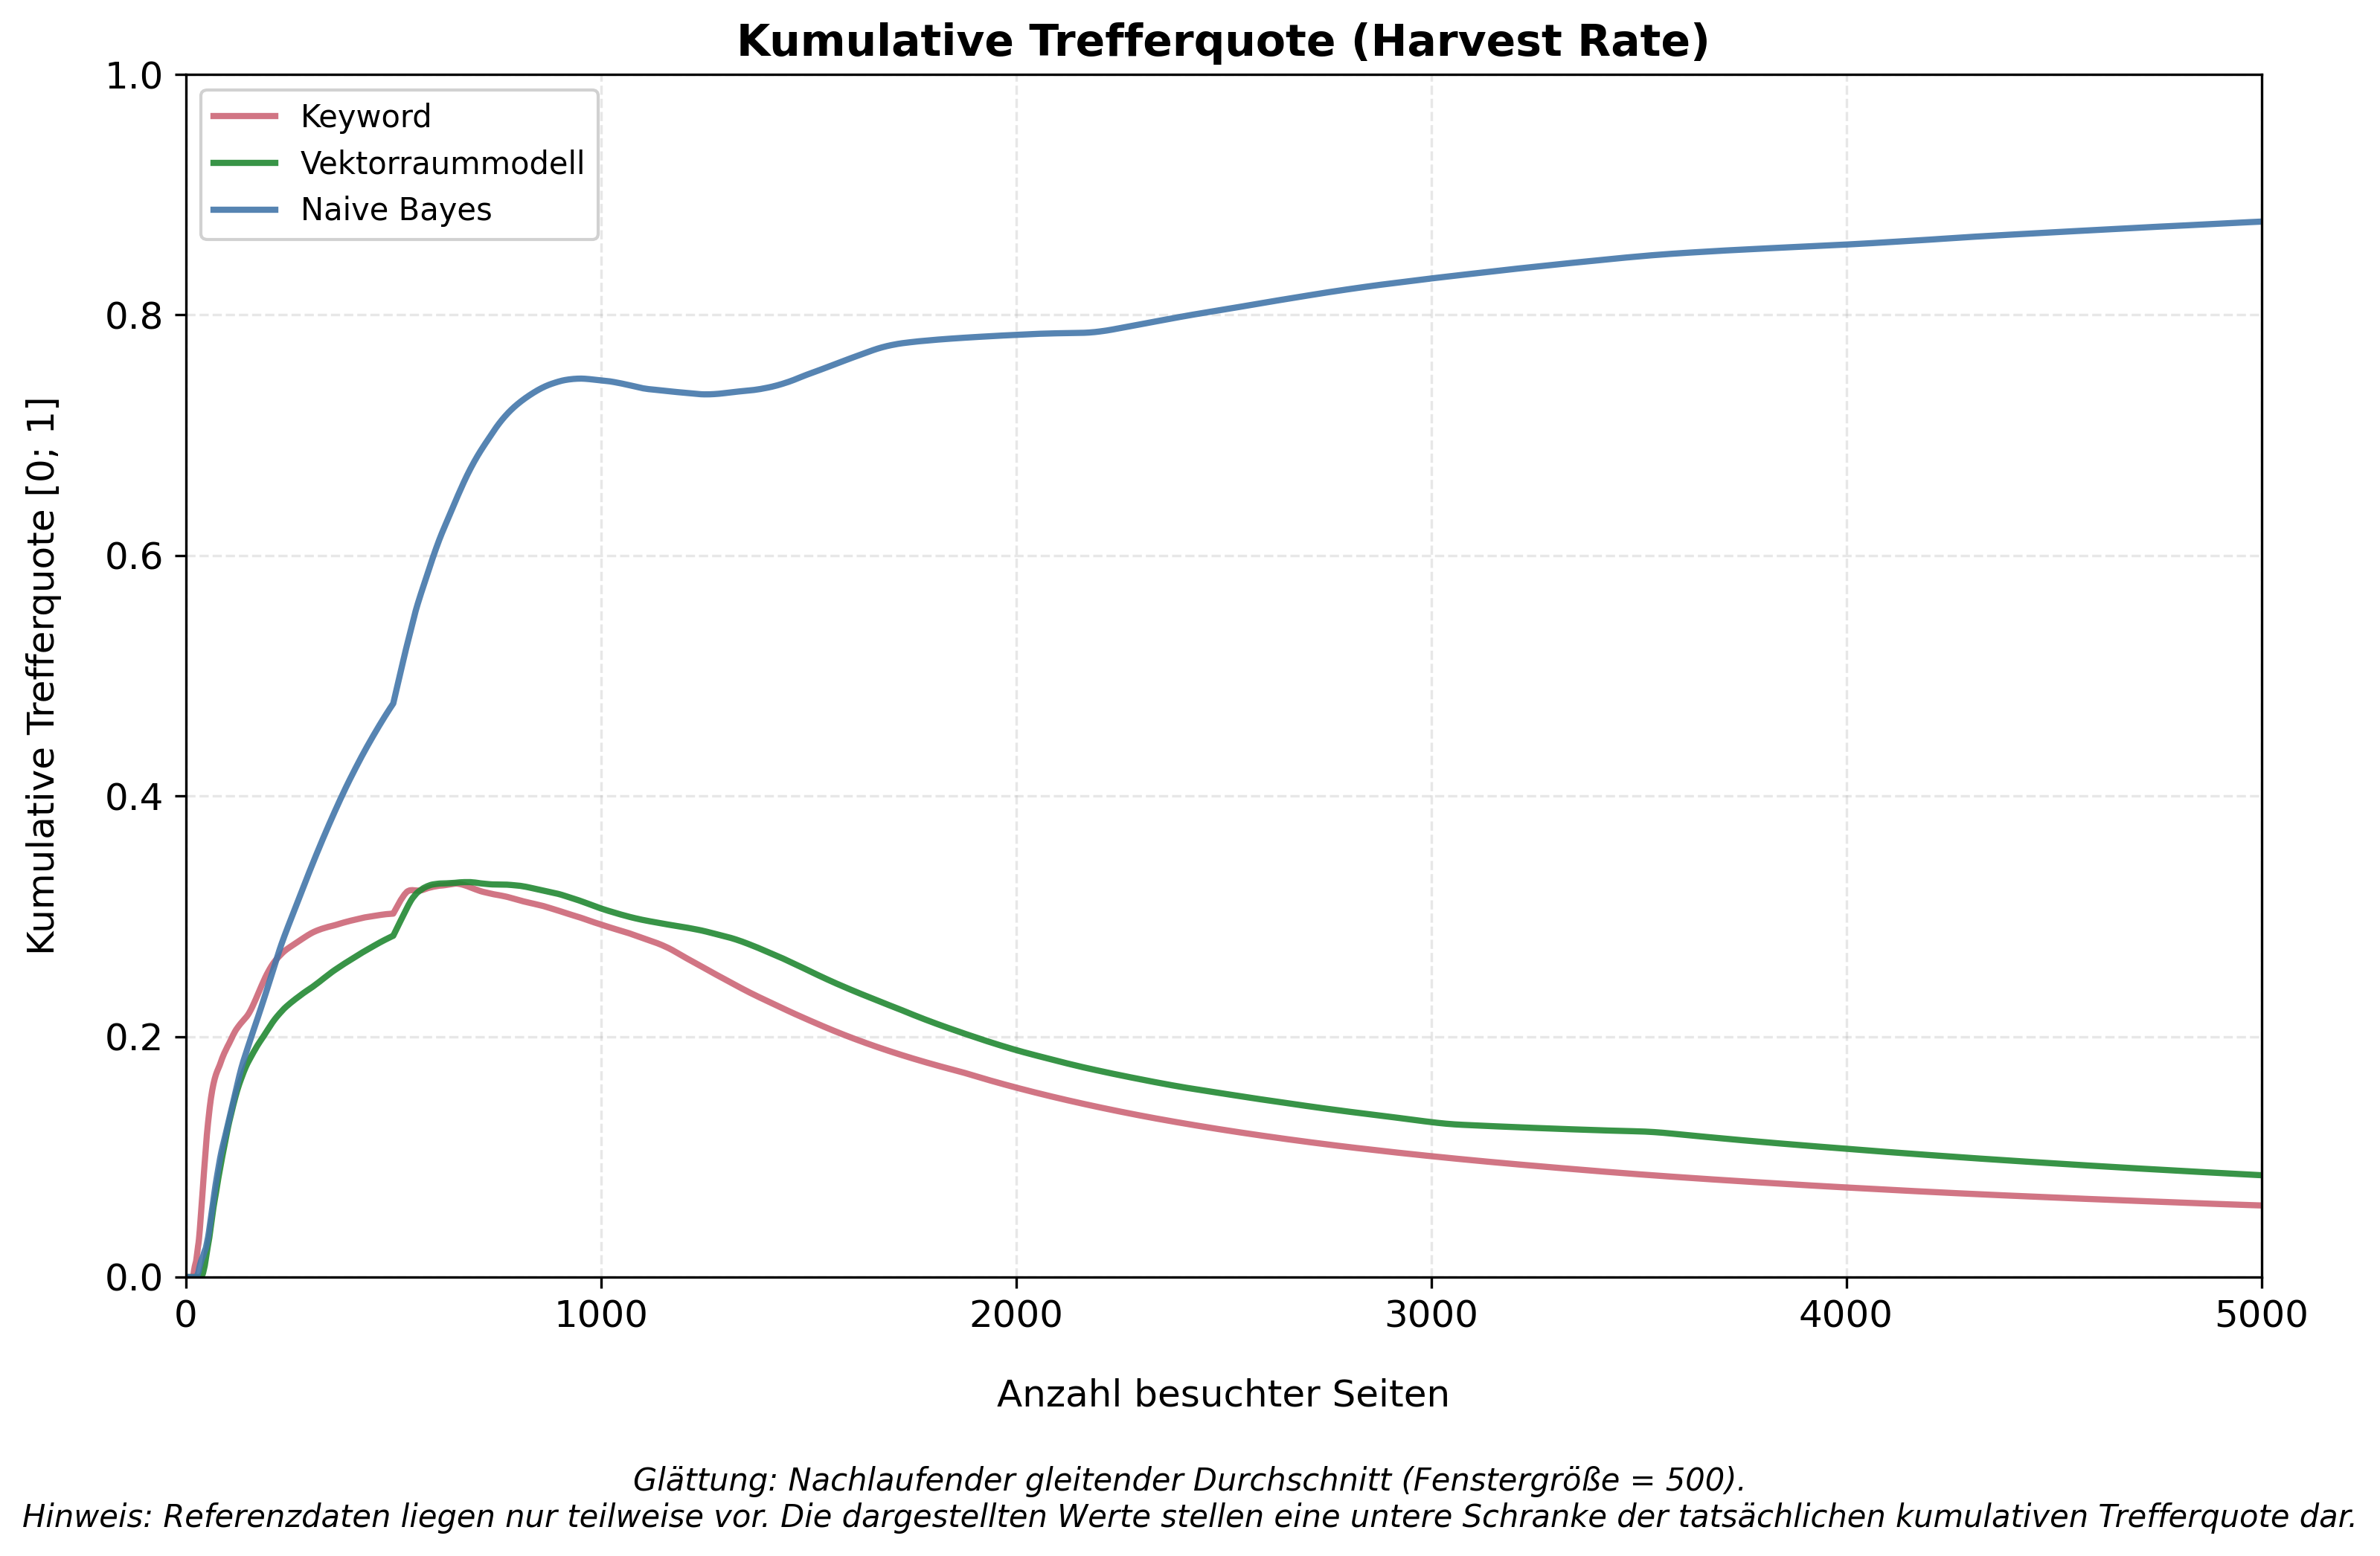 Kumulative Trefferquote (Harvest Rate)
Keyword
Vektorraummodell
Naive Bayes
Kumulative Trefferquote [0; 1]
1.0
0.8
0.6
0.4
0.2
0.0
0
1000
2000
3000
4000
5000
Anzahl besuchter Seiten
Glättung: Nachlaufender gleitender Durchschnitt (Fenstergröße = 500).
Hinweis: Referenzdaten liegen nur teilweise vor. Die dargestellten Werte stellen eine untere Schranke der tatsächlichen kumulativen Trefferquote dar.